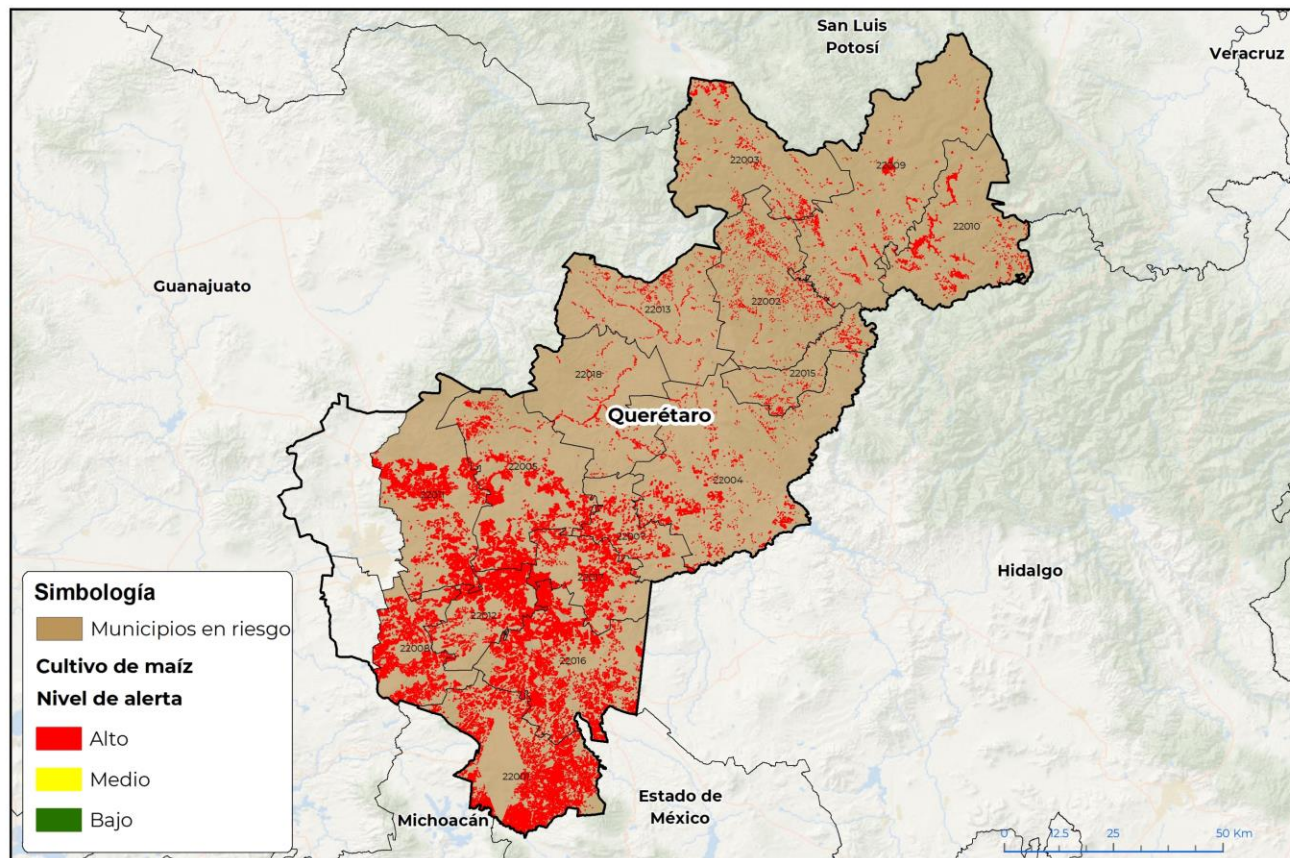 San Luis
Potosí
Veracruz
22003
22009
22010
Guanajuato
22013
22002
22018
22015
Querétaro
22005
22011
22004
22007
Hidalgo
22012
22008
22016
22001
Estado de
México
Michoacán
Simbología
Municipios en riesgo
Cultivo de maíz
Nivel de alerta
Alto
Medio
Bajo
0
12.5
25
50 Km